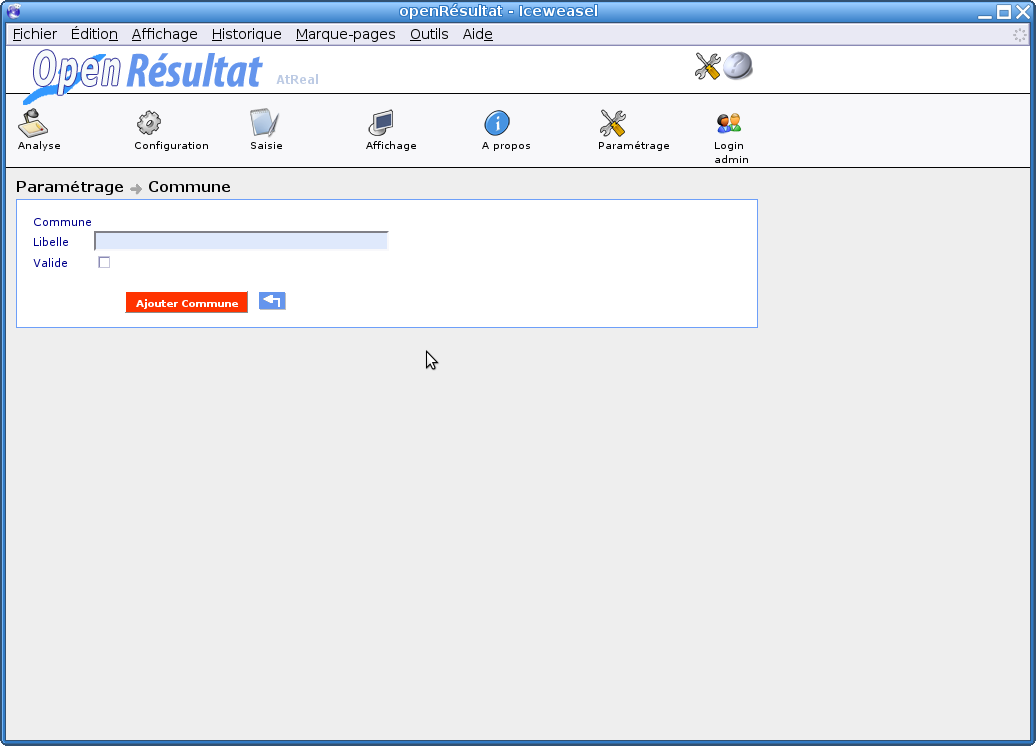 openRésultat - Iceweasel
Fichier Édition Affichage Historique Marque-pages Outils Aide
Open Résultat AtReal
Analyse Configuration Saisie Affichage A propos Paramétrage Login admin
Paramétrage Commune
Commune
Libelle
Valide
Ajouter Commune